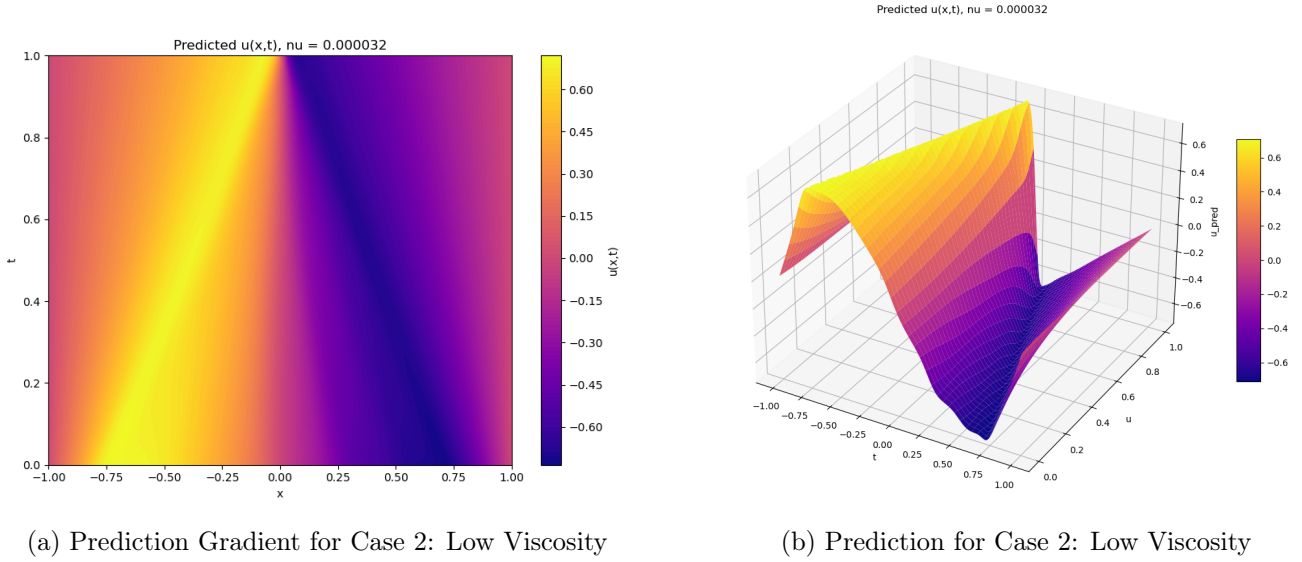 Predicted u(x,t), nu = 0.000032
1.0
0.8
0.6
0.4
0.2
0.0
t
−1.00 −0.75 −0.50 −0.25 0.00 0.25 0.50 0.75 1.00
x
0.60
0.45
0.30
0.15
0.00
−0.15
−0.30
−0.45
−0.60
u(x,t)
(a) Prediction Gradient for Case 2: Low Viscosity
Predicted u(x,t), nu = 0.000032
−1.00 −0.75 −0.50 −0.25 0.00 0.25 0.50 0.75 1.00
t
0.0 0.2 0.4 0.6 0.8 1.0
u
0.6
0.4
0.2
0.0
−0.2
−0.4
−0.6
u_pred
0.6
0.4
0.2
0.0
−0.2
−0.4
−0.6
(b) Prediction for Case 2: Low Viscosity